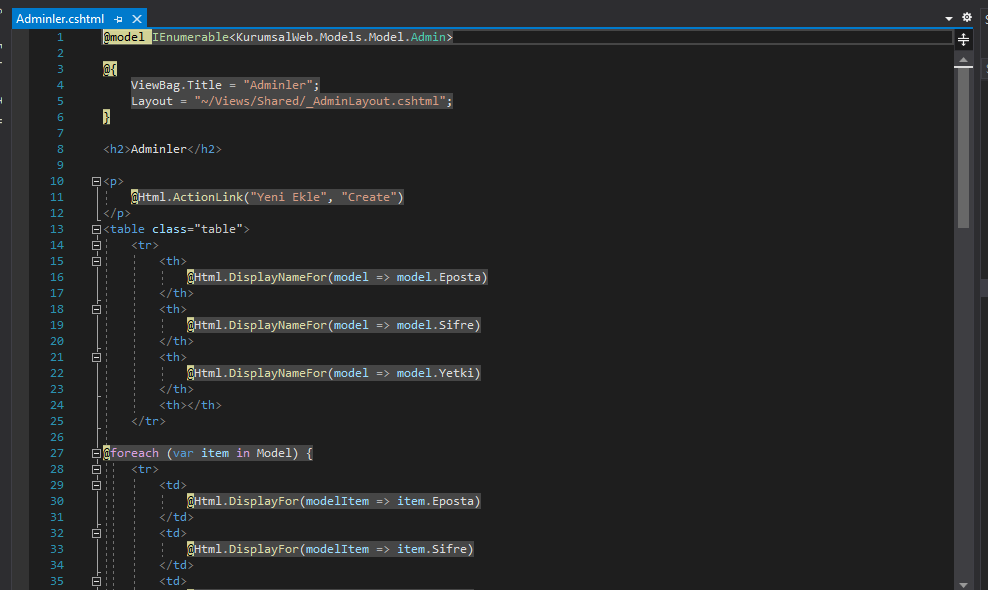 Adminler.cshtml
1 @model IEnumerable<KurumsalWeb.Models.Model.Admin>
2
3 @{
4 ViewBag.Title = "Adminler";
5 Layout = "~/Views/Shared/_AdminLayout.cshtml";
6 }
7
8 <h2>Adminler</h2>
9
10 <p>
11 @Html.ActionLink("Yeni Ekle", "Create")
12 </p>
13 <table class="table">
14 <tr>
15 <th>
16 @Html.DisplayNameFor(model => model.Eposta)
17 </th>
18 <th>
19 @Html.DisplayNameFor(model => model.Sifre)
20 </th>
21 <th>
22 @Html.DisplayNameFor(model => model.Yetki)
23 </th>
24 <th></th>
25 </tr>
26
27 @foreach (var item in Model) {
28 <tr>
29 <td>
30 @Html.DisplayFor(modelItem => item.Eposta)
31 </td>
32 <td>
33 @Html.DisplayFor(modelItem => item.Sifre)
34 </td>
35 <td>